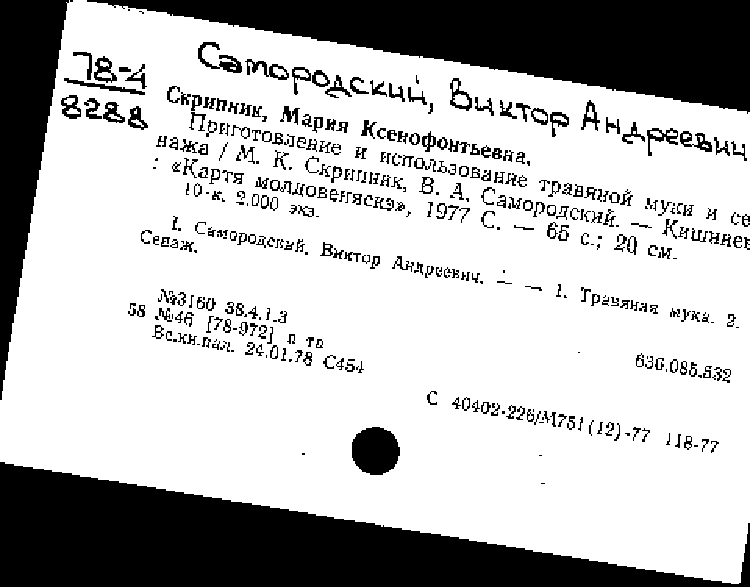 Самородский, Виктор Андреевич
78-4
8288
Скрипник, Мария Ксенофонтьевна.
Приготовление и использование травяной муки и се
нажа / М. К. Скрипник, В. А. Самородский. — Кишинев
: «Картя молдовеняскэ», 1977 С. — 65 с.; 20 см.
10-к. 2.000 экз.
I. Самородский, Виктор Андреевич. — — 1. Травяная мука. 2.
Сенаж.
636.085.532
№3160 38.4.1.3
58 №46 [78-972] п тп
Вс.кн.пал. 24.01.78 С454
С 40402-226/М751(12)-77 118-77